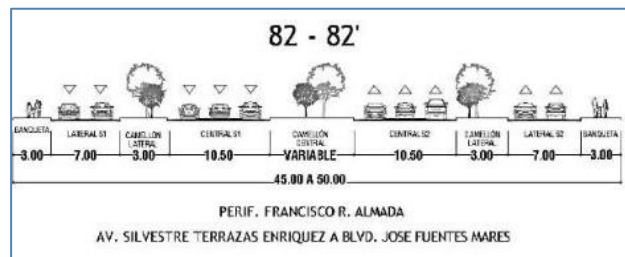 82 - 82'
BANQUETA LATERAL S1 CAMELLÓN LATERAL CENTRAL S1 CAMELLÓN CENTRAL CENTRAL S2 CAMELLÓN LATERAL LATERAL S2 BANQUETA
3.00 7.00 3.00 10.50 VARIABLE 10.50 3.00 7.00 3.00
45.00 A 50.00
PERIF. FRANCISCO R. ALMADA
AV. SILVESTRE TERRAZAS ENRIQUEZ A BLVD. JOSE FUENTES MARES